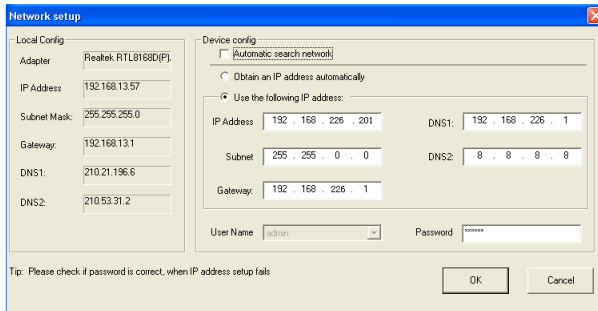 Network setup
Local Config
Adapter Realtek RTL8168D(P).
IP Address 192.168.13.57
Subnet Mask: 255.255.255.0
Gateway: 192.168.13.1
DNS1: 210.21.196.6
DNS2: 210.53.31.2
Device config
Automatic search network
Obtain an IP address automatically
Use the following IP address:
IP Address 192 . 168 . 226 . 201 DNS1: 192 . 168 . 226 . 1
Subnet 255 . 255 . 0 . 0 DNS2: 8 . 8 . 8 . 8
Gateway: 192 . 168 . 226 . 1
User Name admin Password ******
Tip: Please check if password is correct, when IP address setup fails
OK Cancel